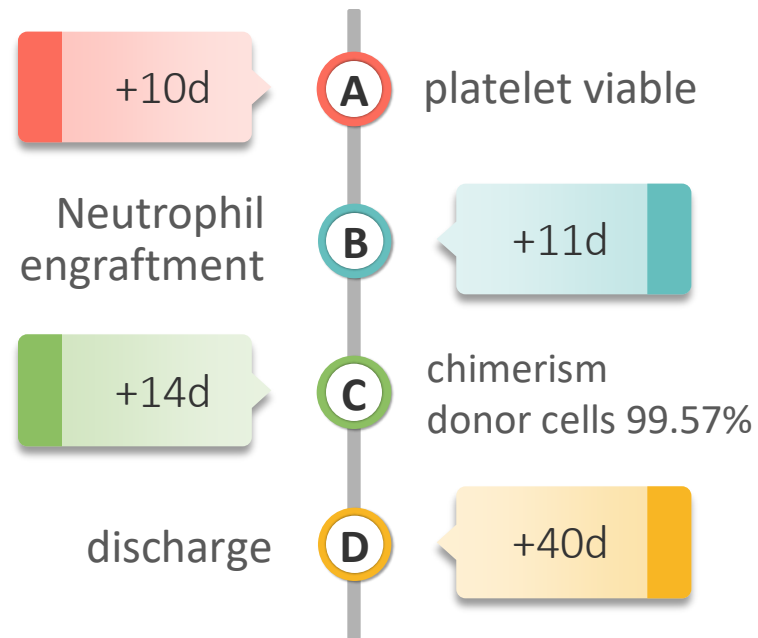 +10d
A
platelet viable
Neutrophil
engraftment
B
+11d
+14d
C
chimerism
donor cells 99.57%
discharge
D
+40d